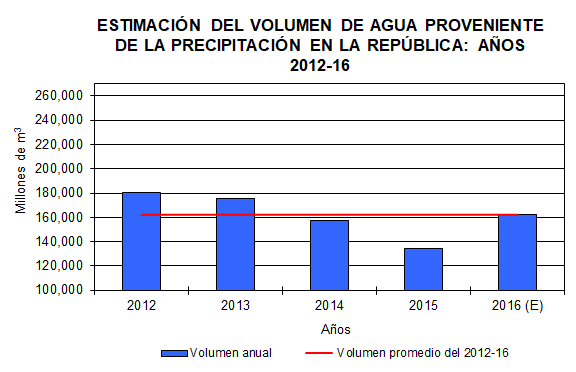 ESTIMACIÓN DEL VOLUMEN DE AGUA PROVENIENTE
DE LA PRECIPITACIÓN EN LA REPÚBLICA: AÑOS
2012-16
Millones de m³
260,000
240,000
220,000
200,000
180,000
160,000
140,000
120,000
100,000
2012 2013 2014 2015 2016 (E)
Años
Volumen anual Volumen promedio del 2012-16